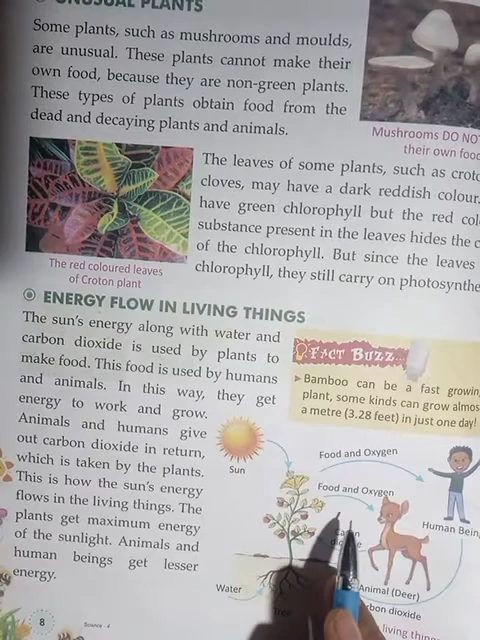 UNUSUAL PLANTS
Some plants, such as mushrooms and moulds,
are unusual. These plants cannot make their
own food, because they are non-green plants.
These types of plants obtain food from the
dead and decaying plants and animals.
Mushrooms DO NO
their own foo
The leaves of some plants, such as crot
cloves, may have a dark reddish colour.
have green chlorophyll but the red col
substance present in the leaves hides the c
of the chlorophyll. But since the leaves
chlorophyll, they still carry on photosynthe
The red coloured leaves
of Croton plant
ENERGY FLOW IN LIVING THINGS
The sun's energy along with water and
carbon dioxide is used by plants to
make food. This food is used by humans
and animals. In this way, they get
energy to work and grow.
Animals and humans give
out carbon dioxide in return,
which is taken by the plants.
This is how the sun's energy
flows in the living things. The
plants get maximum energy
of the sunlight. Animals and
human beings get lesser
energy.
FACT BUZZ...
Bamboo can be a fast growin
plant, some kinds can grow almos
a metre (3.28 feet) in just one day!
Sun
Food and Oxygen
Food and Oxygen
Human Bein
Water
Animal (Deer)
rbon dioxide
living thing
8
Science - 4